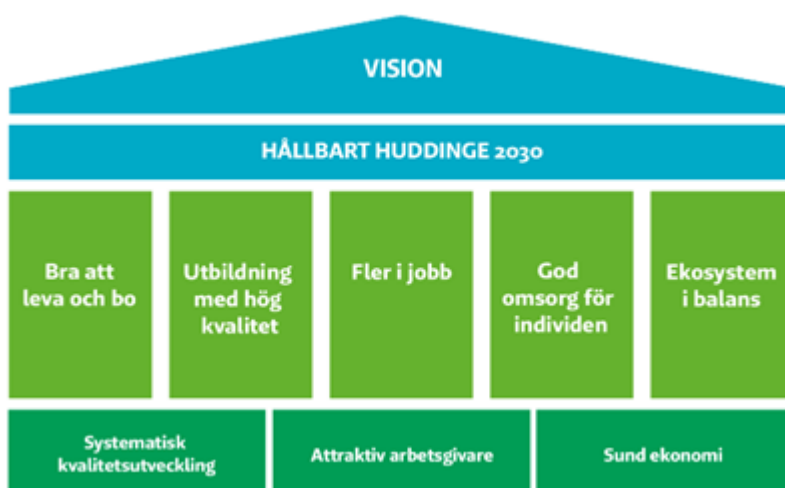 VISION
HÅLLBART HUDDINGE 2030
Bra att
leva och bo
Utbildning
med hög
kvalitet
Fler i jobb
God
omsorg för
individen
Ekosystem
i balans
Systematisk
kvalitetsutveckling
Attraktiv arbetsgivare
Sund ekonomi